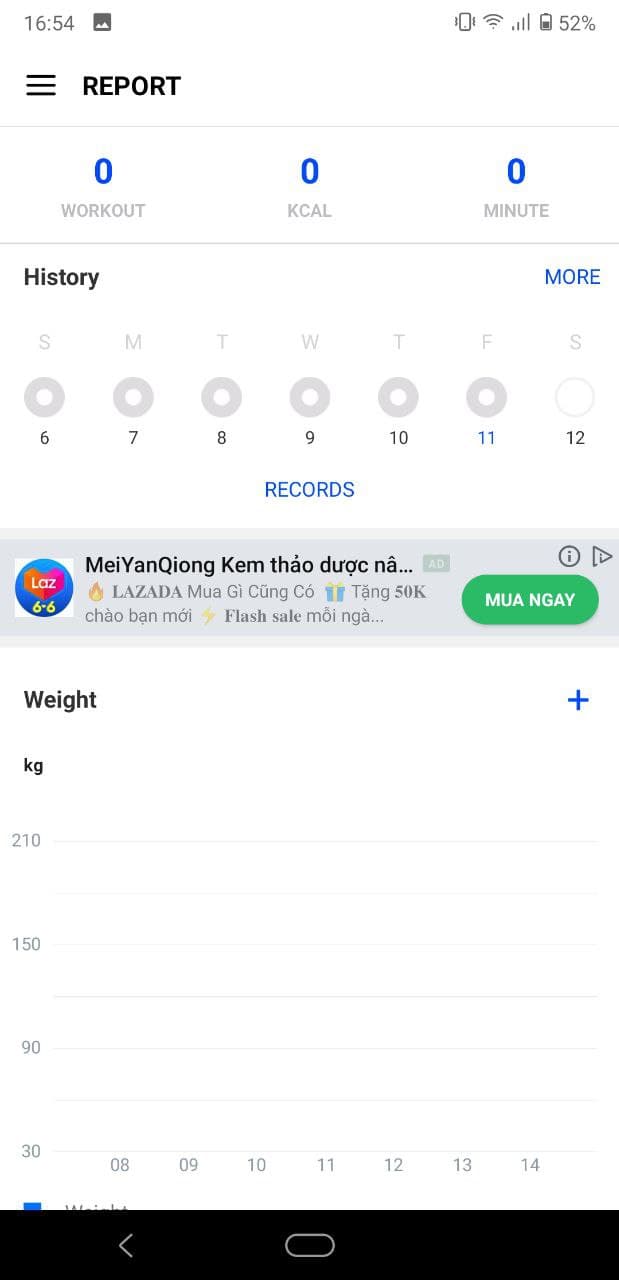 16:54
52%
REPORT
0 0 0
WORKOUT KCAL MINUTE
History MORE
S M T W T F S
6 7 8 9 10 11 12
RECORDS
Laz
6-6
MeiYanQiong Kem thảo dược nâ... AD
🔥 LAZADA Mua Gì Cũng Có 🎁 Tặng 50K
chào bạn mới ⚡ Flash sale mỗi ngà...
MUA NGAY
Weight +
kg
210
150
90
30
08 09 10 11 12 13 14
Weight